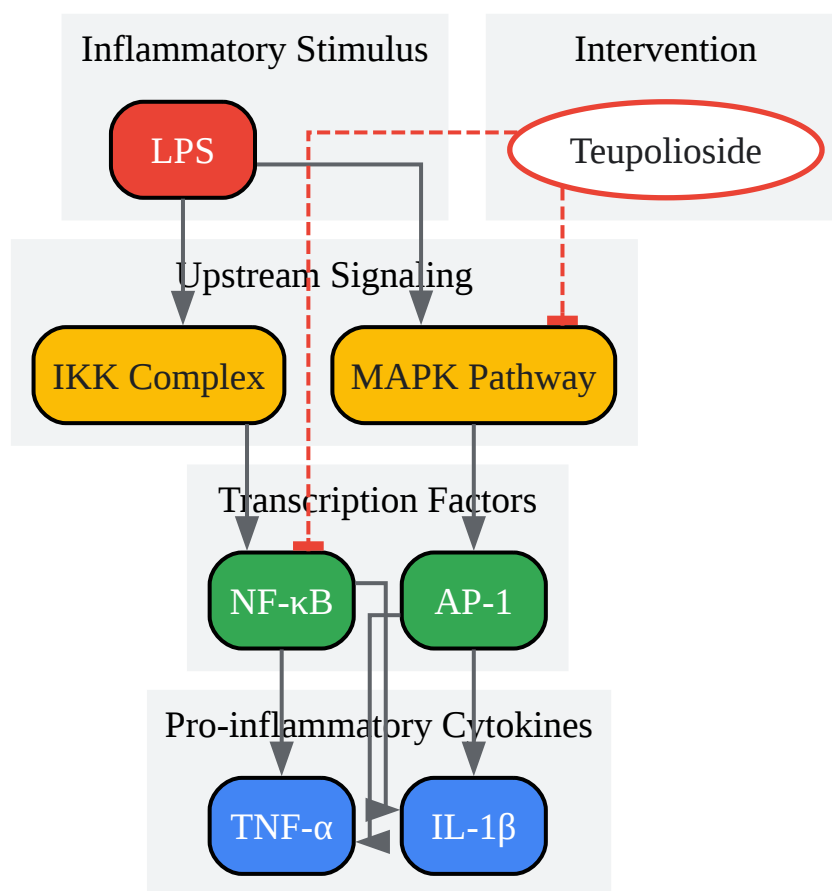 Inflammatory Stimulus
Intervention
LPS
Teupolioside
Upstream Signaling
IKK Complex
MAPK Pathway
Transcription Factors
NF-κB
AP-1
Pro-inflammatory Cytokines
TNF-α
IL-1β